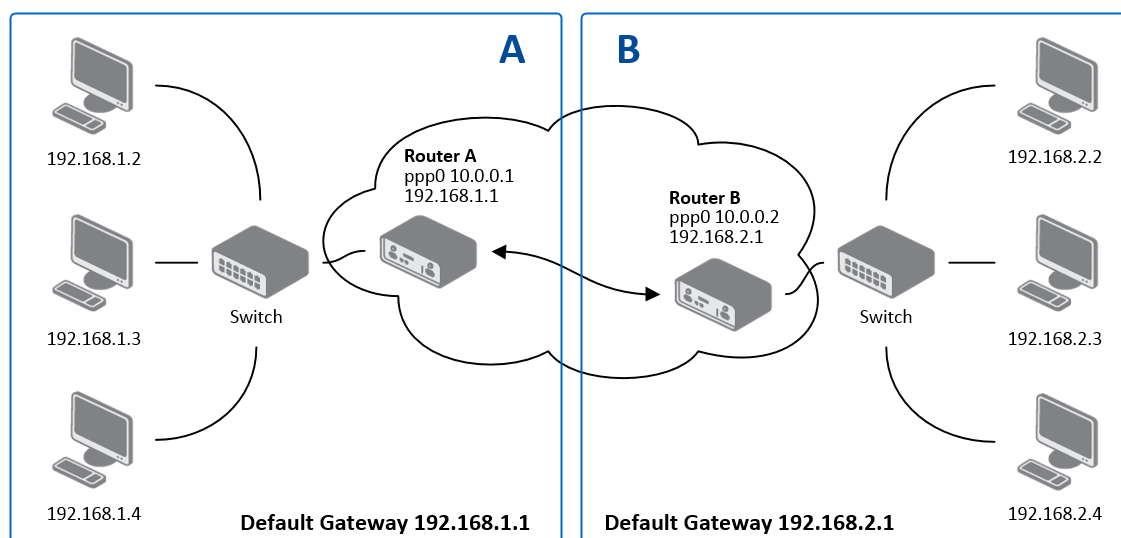 A
B
192.168.1.2
192.168.2.2
Router A
ppp0 10.0.0.1
192.168.1.1
Router B
ppp0 10.0.0.2
192.168.2.1
Switch
Switch
192.168.1.3
192.168.2.3
192.168.1.4
192.168.2.4
Default Gateway 192.168.1.1
Default Gateway 192.168.2.1